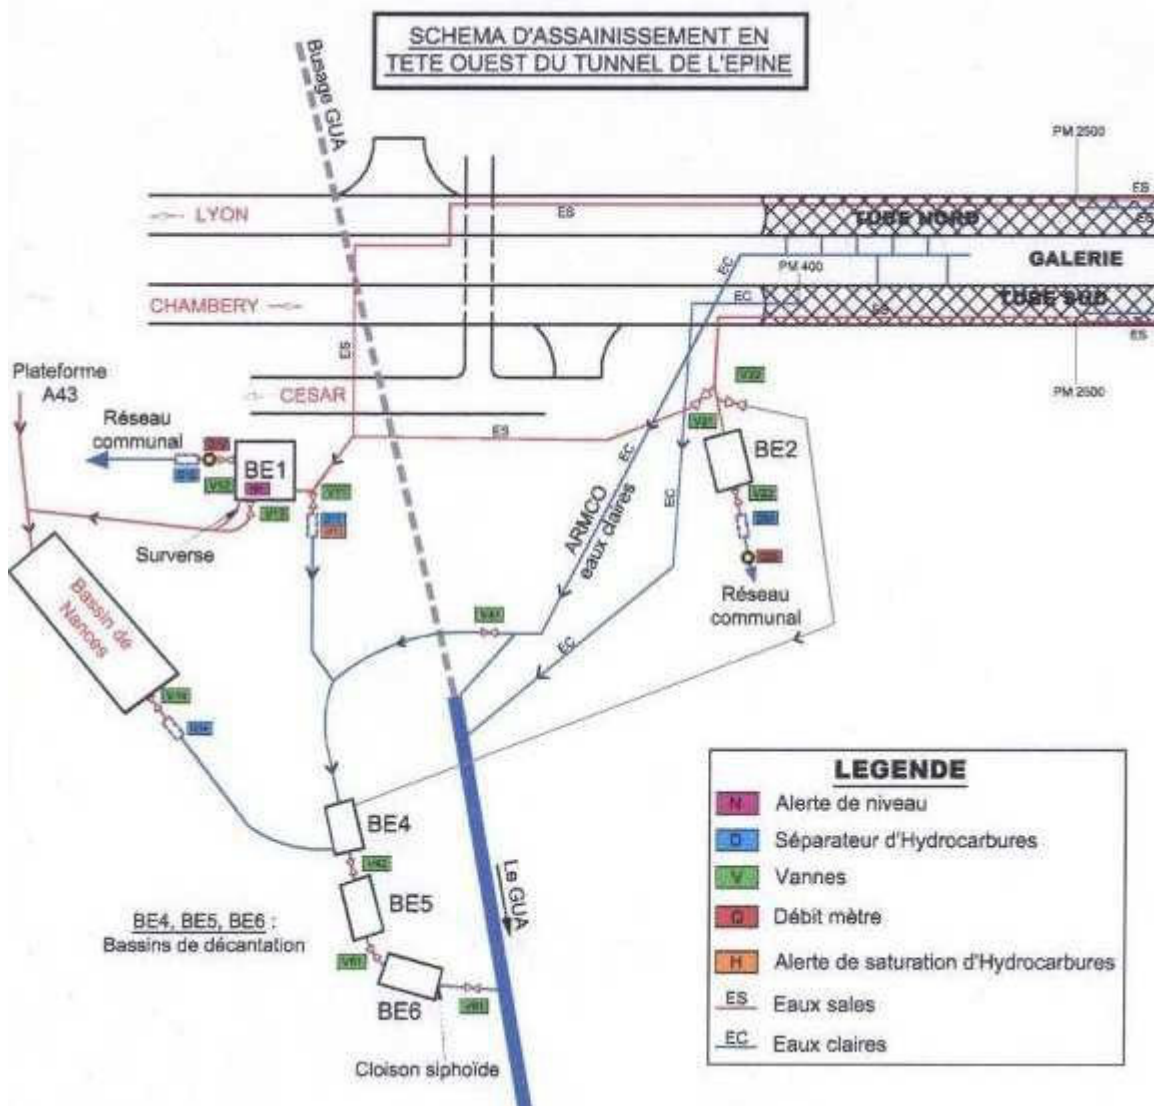 SCHEMA D'ASSAINISSEMENT EN
TETE OUEST DU TUNNEL DE L'EPINE
Busage GUA
PM 2500
ES
LYON
ES
TUBE NORD
ES
EC
GALERIE
PM 400
CHAMBERY
EC
TUBE SUD
ES
ES
ES
Plateforme
A43
CESAR
PM 2500
Réseau
communal
ES
EC
BE1
BE2
EC
ARMCO
eaux claires
Surverse
Réseau
communal
Bassin de
Nances
EC
BE4
BE5
BE6
BE4, BE5, BE6 :
Bassins de décantation
Cloison siphoïde
Le GUA
LEGENDE
N Alerte de niveau
D Séparateur d'Hydrocarbures
V Vannes
Q Débit mètre
H Alerte de saturation d'Hydrocarbures
ES Eaux sales
EC Eaux claires